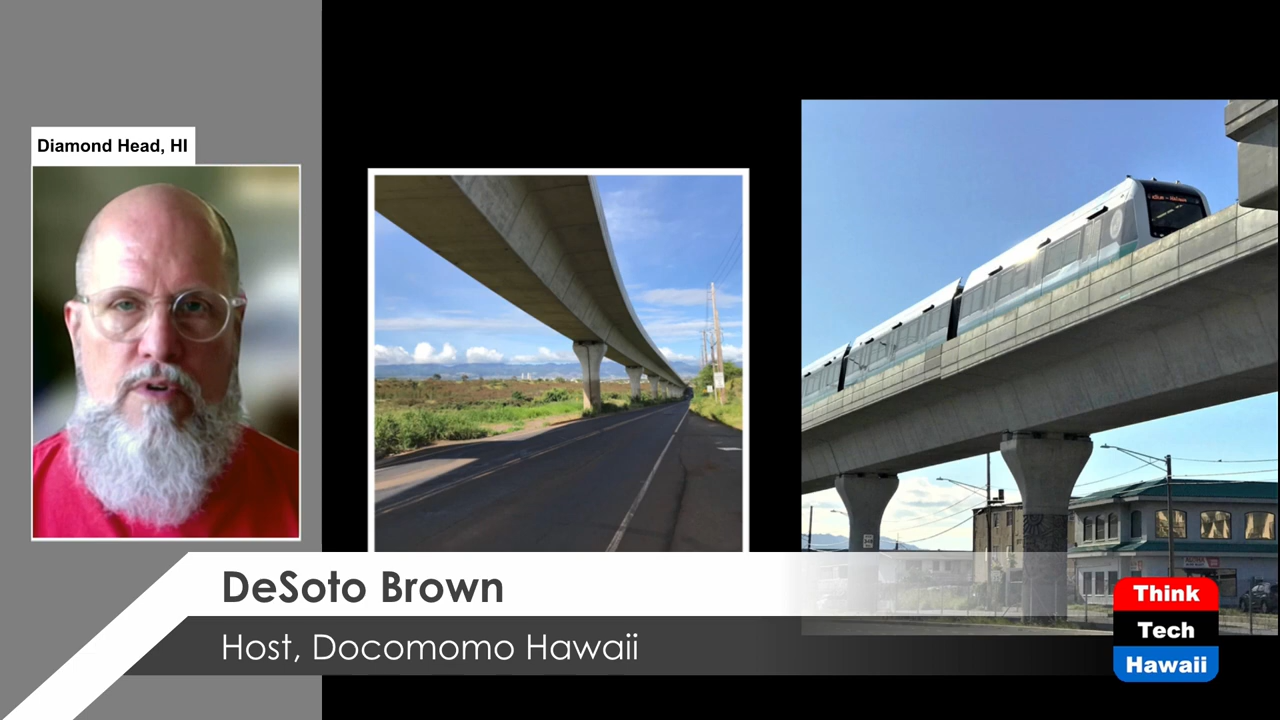 Diamond Head, HI
DeSoto Brown
Host, Docomomo Hawaii
Think
Tech
Hawaii